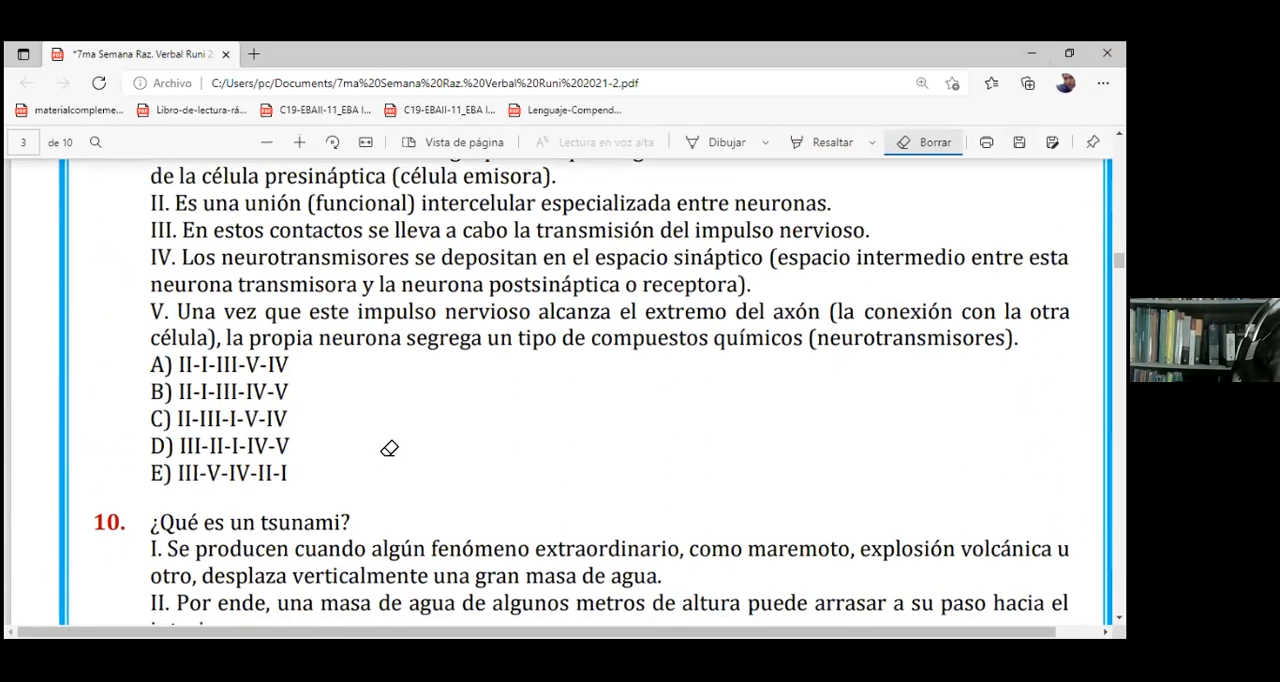 *7ma Semana Raz. Verbal Runi 2
Archivo C:/Users/pc/Documents/7ma%20Semana%20Raz.%20Verbal%20Runi%202021-2.pdf
materialcompleme... Libro-de-lectura-rá... C19-EBAII-11_EBA I... C19-EBAII-11_EBA I... Lenguaje-Compend...
3 de 10 Vista de página Lectura en voz alta Dibujar Resaltar Borrar
de la célula presináptica (célula emisora).
II. Es una unión (funcional) intercelular especializada entre neuronas.
III. En estos contactos se lleva a cabo la transmisión del impulso nervioso.
IV. Los neurotransmisores se depositan en el espacio sináptico (espacio intermedio entre esta
neurona transmisora y la neurona postsináptica o receptora).
V. Una vez que este impulso nervioso alcanza el extremo del axón (la conexión con la otra
célula), la propia neurona segrega un tipo de compuestos químicos (neurotransmisores).
A) II-I-III-V-IV
B) II-I-III-IV-V
C) II-III-I-V-IV
D) III-II-I-IV-V
E) III-V-IV-II-I
10. ¿Qué es un tsunami?
I. Se producen cuando algún fenómeno extraordinario, como maremoto, explosión volcánica u
otro, desplaza verticalmente una gran masa de agua.
II. Por ende, una masa de agua de algunos metros de altura puede arrasar a su paso hacia el